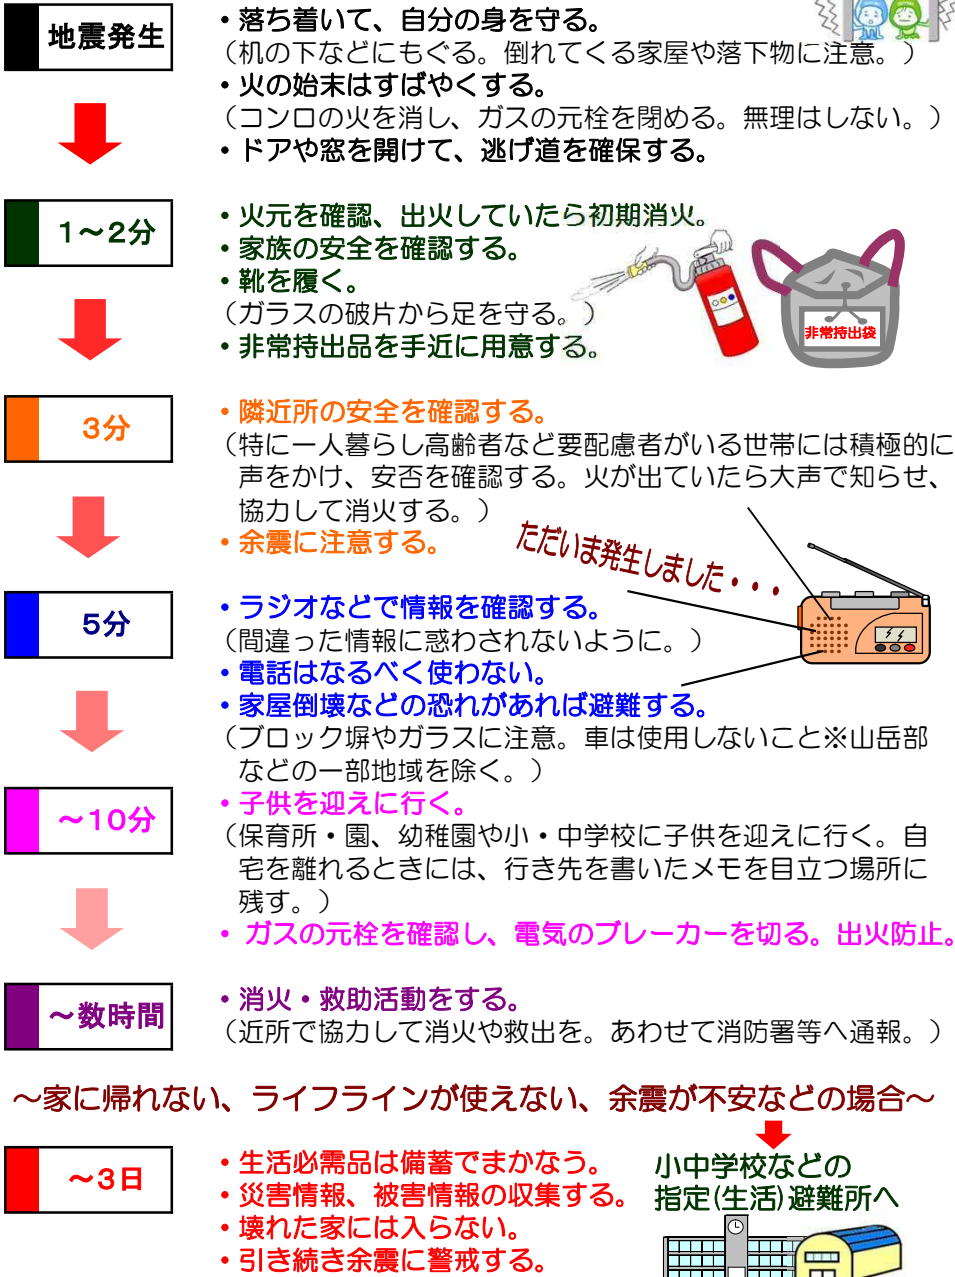 地震発生
・落ち着いて、自分の身を守る。
（机の下などにもぐる。倒れてくる家屋や落下物に注意。）
・火の始末はすばやくする。
（コンロの火を消し、ガスの元栓を閉める。無理はしない。）
・ドアや窓を開けて、逃げ道を確保する。
1～2分
・火元を確認、出火していたら初期消火。
・家族の安全を確認する。
・靴を履く。
（ガラスの破片から足を守る。）
・非常持出品を手近に用意する。
非常持出袋
3分
・隣近所の安全を確認する。
（特に一人暮らし高齢者など要配慮者がいる世帯には積極的に
声をかけ、安否を確認する。火が出ていたら大声で知らせ、
協力して消火する。）
・余震に注意する。
ただいま発生しました・・・
5分
・ラジオなどで情報を確認する。
（間違った情報に惑わされないように。）
・電話はなるべく使わない。
・家屋倒壊などの恐れがあれば避難する。
（ブロック塀やガラスに注意。車は使用しないこと※山岳部
などの一部地域を除く。）
～10分
・子供を迎えに行く。
（保育所・園、幼稚園や小・中学校に子供を迎えに行く。自
宅を離れるときには、行き先を書いたメモを目立つ場所に
残す。）
・ガスの元栓を確認し、電気のブレーカーを切る。出火防止。
～数時間
・消火・救助活動をする。
（近所で協力して消火や救出を。あわせて消防署等へ通報。）
～家に帰れない、ライフラインが使えない、余震が不安などの場合～
～3日
・生活必需品は備蓄でまかなう。
・災害情報、被害情報の収集する。
・壊れた家には入らない。
・引き続き余震に警戒する。
小中学校などの
指定(生活)避難所へ